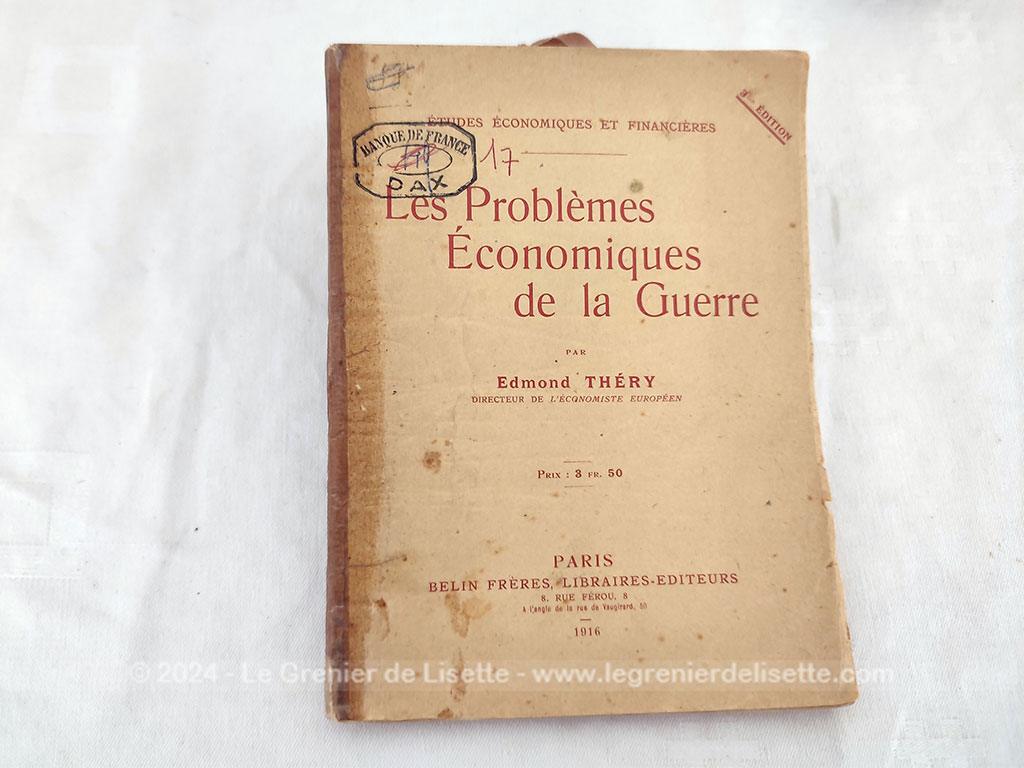 ÉTUDES ÉCONOMIQUES ET FINANCIÈRES
ÉDITION
BANQUE DE FRANCE
DAX
17
Les Problèmes
Économiques
de la Guerre
PAR
Edmond THÉRY
DIRECTEUR DE L'ÉCONOMISTE EUROPÉEN
PRIX : 3 FR. 50
PARIS
BELIN FRÈRES, LIBRAIRES-EDITEURS
8, RUE FÉROU, 8
A l'angle de la rue de Vaugirard, 50
1916
© 2024 - Le Grenier de Lisette - www.legrenierdelisette.com